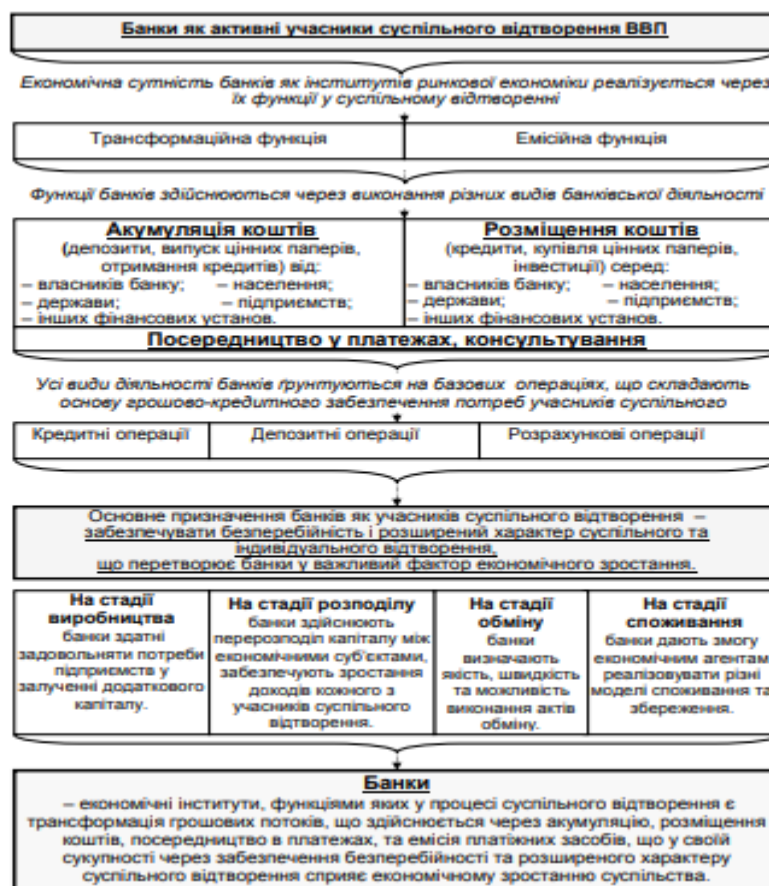 Банки як активні учасники суспільного відтворення ВВП
Економічна сутність банків як інститутів ринкової економіки реалізується через
їх функції у суспільному відтворенні
Трансформаційна функція
Емісійна функція
Функції банків здійснюються через виконання різних видів банківської діяльності
Акумуляція коштів
(депозити, випуск цінних паперів,
отримання кредитів) від:
– власників банку; – населення;
– держави; – підприємств;
– інших фінансових установ.
Розміщення коштів
(кредити, купівля цінних паперів,
інвестиції) серед:
– власників банку; – населення;
– держави; – підприємств;
– інших фінансових установ.
Посередництво у платежах, консультування
Усі види діяльності банків ґрунтуються на базових операціях, що складають
основу грошово-кредитного забезпечення потреб учасників суспільного
Кредитні операції
Депозитні операції
Розрахункові операції
Основне призначення банків як учасників суспільного відтворення –
забезпечувати безперебійність і розширений характер суспільного та
індивідуального відтворення,
що перетворює банки у важливий фактор економічного зростання.
На стадії
виробництва
банки здатні
задовольняти потреби
підприємств у
залученні додаткового
капіталу.
На стадії розподілу
банки здійснюють
перерозподіл капіталу між
економічними суб'єктами,
забезпечують зростання
доходів кожного з
учасників суспільного
відтворення.
На стадії
обміну
банки
визначають
якість, швидкість
та можливість
виконання актів
обміну.
На стадії
споживання
банки дають змогу
економічним агентам
реалізовувати різні
моделі споживання та
збереження.
Банки
– економічні інститути, функціями яких у процесі суспільного відтворення є
трансформація грошових потоків, що здійснюється через акумуляцію, розміщення
коштів, посередництво в платежах, та емісія платіжних засобів, що у своїй
сукупності через забезпечення безперебійності та розширеного характеру
суспільного відтворення сприяє економічному зростанню суспільства.